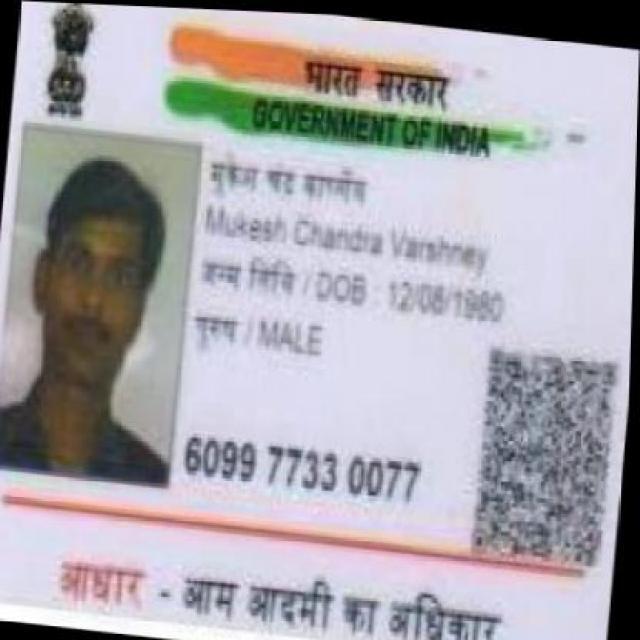 भारत सरकार
GOVERNMENT OF INDIA
मुकेश चंद्र
Mukesh Chandra Varshney
जन्म तिथि / DOB : 12/08/1980
पुरुष / MALE
6099 7733 0077
आधार - आम आदमी का अधिकार